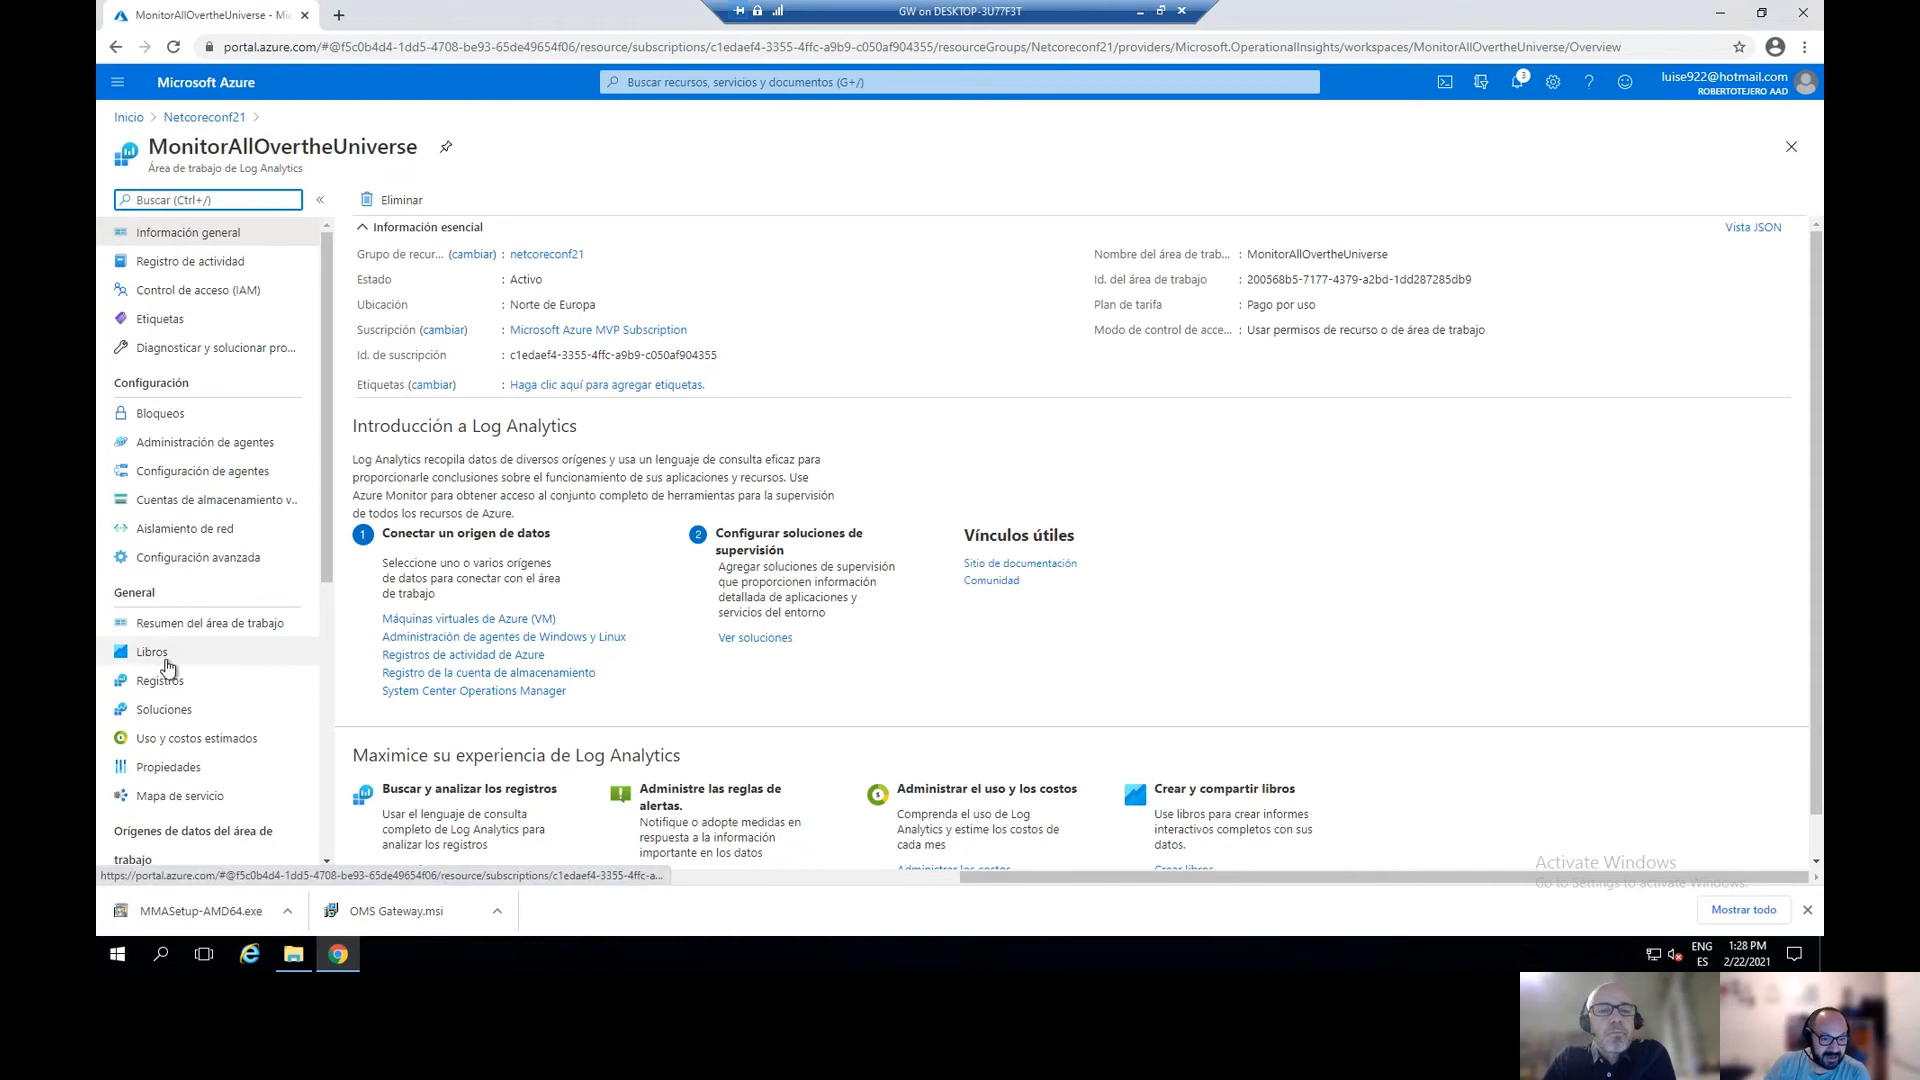 MonitorAllOvertheUniverse - Mic
GW on DESKTOP-3U77F3T
portal.azure.com/#@f5c0b4d4-1dd5-4708-be93-65de49654f06/resource/subscriptions/c1edaef4-3355-4ffc-a9b9-c050af904355/resourceGroups/Netcoreconf21/providers/Microsoft.OperationalInsights/workspaces/MonitorAllOvertheUniverse/Overview
Microsoft Azure
Buscar recursos, servicios y documentos (G+/)
3
luise922@hotmail.com
ROBERTOTEJERO AAD
Inicio > Netcoreconf21 >
MonitorAllOvertheUniverse
Área de trabajo de Log Analytics
Buscar (Ctrl+/)
«
Información general
Registro de actividad
Control de acceso (IAM)
Etiquetas
Diagnosticar y solucionar pro...
Configuración
Bloqueos
Administración de agentes
Configuración de agentes
Cuentas de almacenamiento v...
Aislamiento de red
Configuración avanzada
General
Resumen del área de trabajo
Libros
Registros
Soluciones
Uso y costos estimados
Propiedades
Mapa de servicio
Orígenes de datos del área de
trabajo
Eliminar
Información esencial
Vista JSON
Grupo de recur... (cambiar) : netcoreconf21
Estado : Activo
Ubicación : Norte de Europa
Suscripción (cambiar) : Microsoft Azure MVP Subscription
Id. de suscripción : c1edaef4-3355-4ffc-a9b9-c050af904355
Etiquetas (cambiar) : Haga clic aquí para agregar etiquetas.
Nombre del área de trab... : MonitorAllOvertheUniverse
Id. del área de trabajo : 200568b5-7177-4379-a2bd-1dd287285db9
Plan de tarifa : Pago por uso
Modo de control de acce... : Usar permisos de recurso o de área de trabajo
Introducción a Log Analytics
Log Analytics recopila datos de diversos orígenes y usa un lenguaje de consulta eficaz para
proporcionarle conclusiones sobre el funcionamiento de sus aplicaciones y recursos. Use
Azure Monitor para obtener acceso al conjunto completo de herramientas para la supervisión
de todos los recursos de Azure.
1 Conectar un origen de datos
Seleccione uno o varios orígenes
de datos para conectar con el área
de trabajo
Máquinas virtuales de Azure (VM)
Administración de agentes de Windows y Linux
Registros de actividad de Azure
Registro de la cuenta de almacenamiento
System Center Operations Manager
2 Configurar soluciones de
supervisión
Agregar soluciones de supervisión
que proporcionen información
detallada de aplicaciones y
servicios del entorno
Ver soluciones
Vínculos útiles
Sitio de documentación
Comunidad
Maximice su experiencia de Log Analytics
Buscar y analizar los registros
Usar el lenguaje de consulta
completo de Log Analytics para
analizar los registros
Administre las reglas de
alertas.
Notifique o adopte medidas en
respuesta a la información
importante en los datos
Administrar el uso y los costos
Comprenda el uso de Log
Analytics y estime los costos de
cada mes
Administrar los costos
Crear y compartir libros
Use libros para crear informes
interactivos completos con sus
datos.
Crear libros
Activate Windows
Go to Settings to activate Windows.
https://portal.azure.com/#@f5c0b4d4-1dd5-4708-be93-65de49654f06/resource/subscriptions/c1edaef4-3355-4ffc-a...
MMASetup-AMD64.exe
OMS Gateway.msi
Mostrar todo
ENG
ES
1:28 PM
2/22/2021